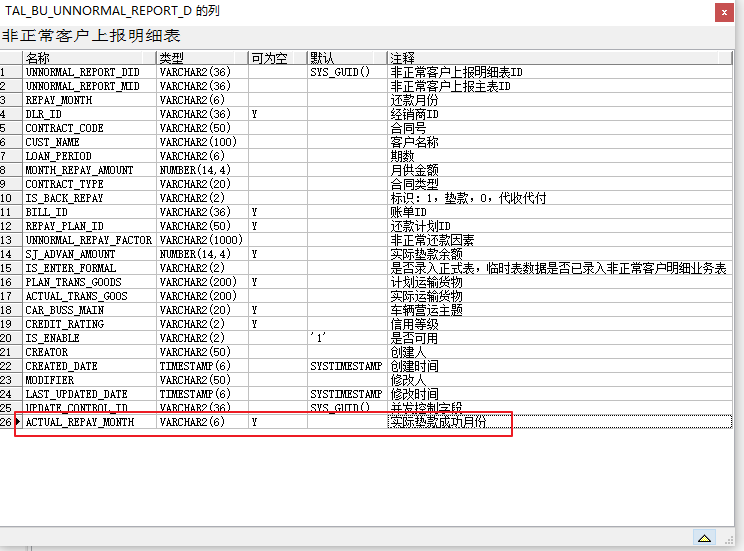 TAL_BU_UNNORMAL_REPORT_D 的列
非正常客户上报明细表
名称 类型 可为空 默认 注释
1 UNNORMAL_REPORT_DID VARCHAR2(36) SYS_GUID() 非正常客户上报明细表ID
2 UNNORMAL_REPORT_MID VARCHAR2(36) 非正常客户上报主表ID
3 REPAY_MONTH VARCHAR2(6) 还款月份
4 DLR_ID VARCHAR2(36) Y 经销商ID
5 CONTRACT_CODE VARCHAR2(50) 合同号
6 CUST_NAME VARCHAR2(100) 客户名称
7 LOAN_PERIOD VARCHAR2(6) 期数
8 MONTH_REPAY_AMOUNT NUMBER(14,4) 月供金额
9 CONTRACT_TYPE VARCHAR2(20) 合同类型
10 IS_BACK_REPAY VARCHAR2(2) 标识：1，垫款，0，代收代付
11 BILL_ID VARCHAR2(36) Y 账单ID
12 REPAY_PLAN_ID VARCHAR2(50) Y 还款计划ID
13 UNNORMAL_REPAY_FACTOR VARCHAR2(1000) 非正常还款因素
14 SJ_ADVAN_AMOUNT NUMBER(14,4) Y 实际垫款余额
15 IS_ENTER_FORMAL VARCHAR2(2) 是否录入正式表，临时表数据是否已录入非正常客户明细业务表
16 PLAN_TRANS_GOODS VARCHAR2(200) Y 计划运输货物
17 ACTUAL_TRANS_GOOS VARCHAR2(200) 实际运输货物
18 CAR_BUSS_MAIN VARCHAR2(20) Y 车辆营运主题
19 CREDIT_RATING VARCHAR2(2) Y 信用等级
20 IS_ENABLE VARCHAR2(2) '1' 是否可用
21 CREATOR VARCHAR2(50) 创建人
22 CREATED_DATE TIMESTAMP(6) SYSTIMESTAMP 创建时间
23 MODIFIER VARCHAR2(50) 修改人
24 LAST_UPDATED_DATE TIMESTAMP(6) SYSTIMESTAMP 修改时间
25 UPDATE_CONTROL_ID VARCHAR2(36) SYS_GUID() 并发控制字段
26 ACTUAL_REPAY_MONTH VARCHAR2(6) Y 实际垫款成功月份